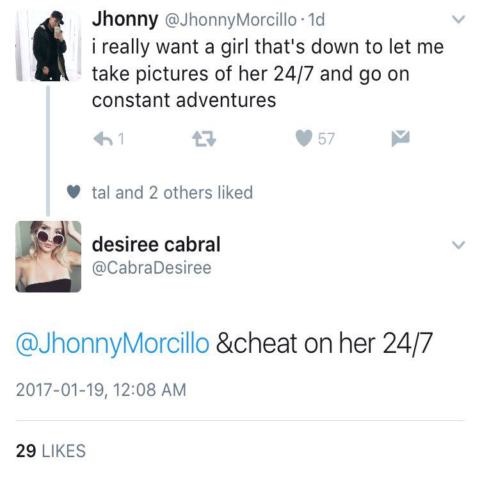 Jhonny @JhonnyMorcillo · 1d
i really want a girl that's down to let me
take pictures of her 24/7 and go on
constant adventures
1
57
tal and 2 others liked
desiree cabral
@CabraDesiree
@JhonnyMorcillo &cheat on her 24/7
2017-01-19, 12:08 AM
29 LIKES